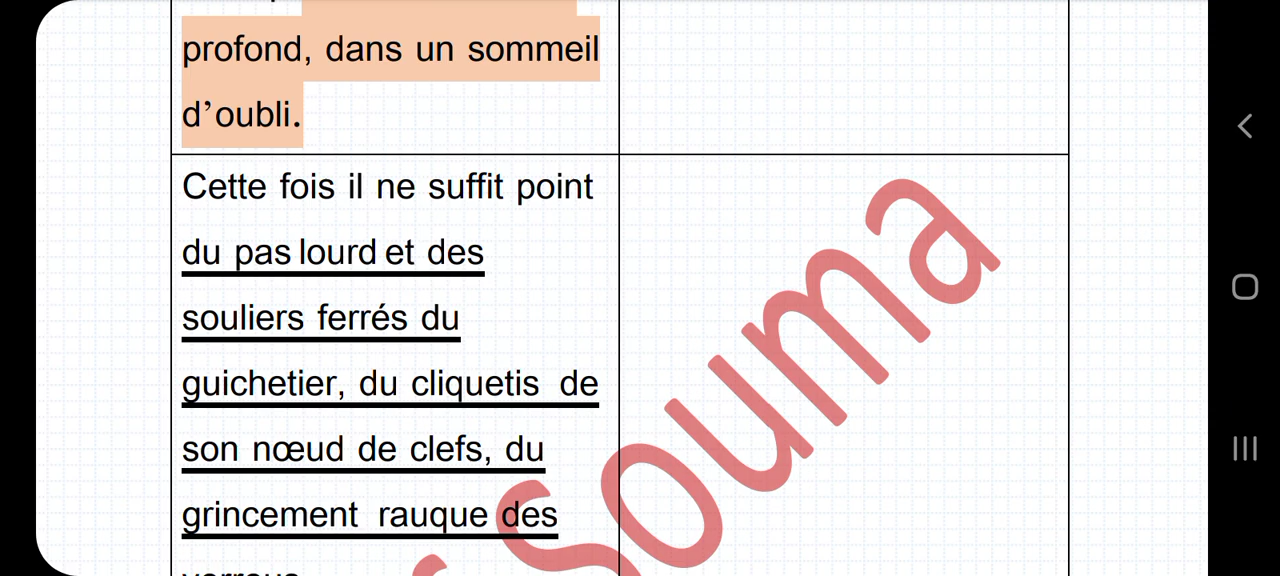 profond, dans un sommeil
d’oubli.
Cette fois il ne suffit point
du pas lourd et des
souliers ferrés du
guichetier, du cliquetis de
son nœud de clefs, du
grincement rauque des
verrous
Souma